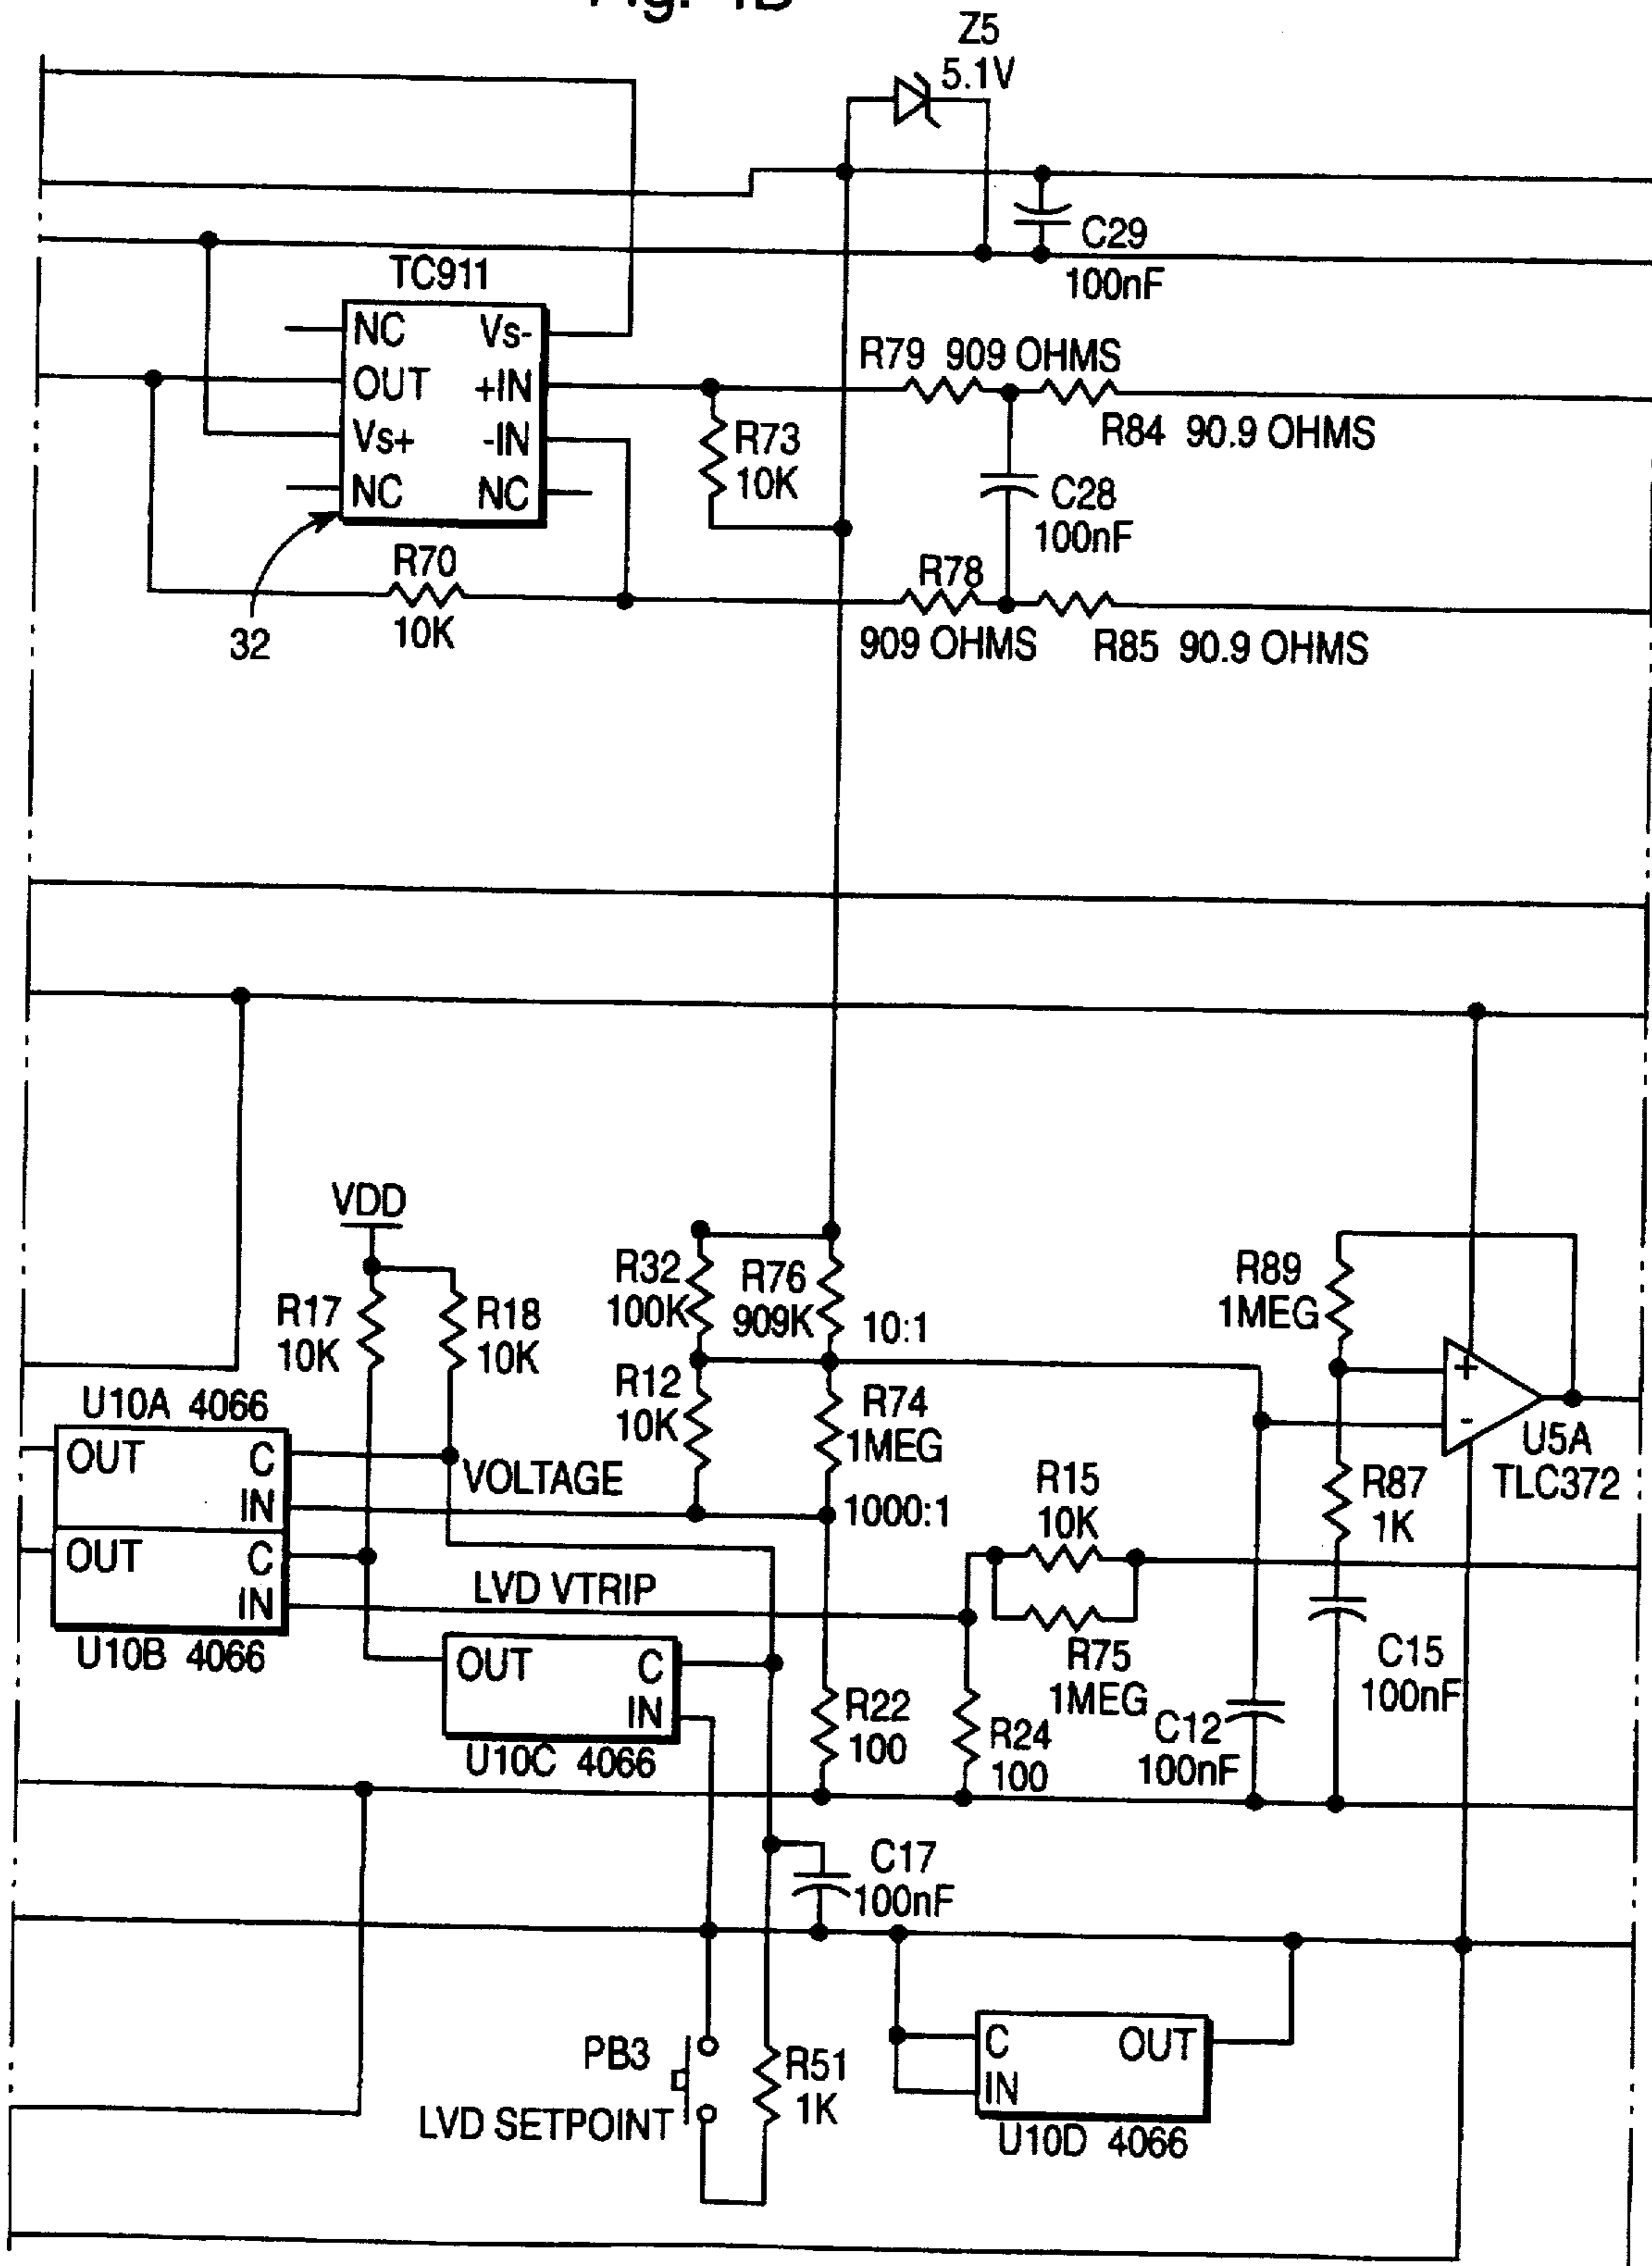 Fig. 4B
Z5
5.1V
C29
100nF
TC911
NC Vs-
OUT +IN
Vs+ -IN
NC NC
R79 909 OHMS
R84 90.9 OHMS
R73
10K
C28
100nF
R70
10K
32
R78
909 OHMS
R85 90.9 OHMS
VDD
R17
10K
R18
10K
R32
100K
R76
909K
10:1
R89
1MEG
R12
10K
R74
1MEG
+
-
U5A
TLC372
U10A 4066
OUT C
IN
VOLTAGE
1000:1
OUT C
IN
U10B 4066
LVD VTRIP
R15
10K
R75
1MEG
R87
1K
C15
100nF
OUT C
IN
U10C 4066
R22
100
R24
100
C12
100nF
C17
100nF
PB3
LVD SETPOINT
R51
1K
C OUT
IN
U10D 4066